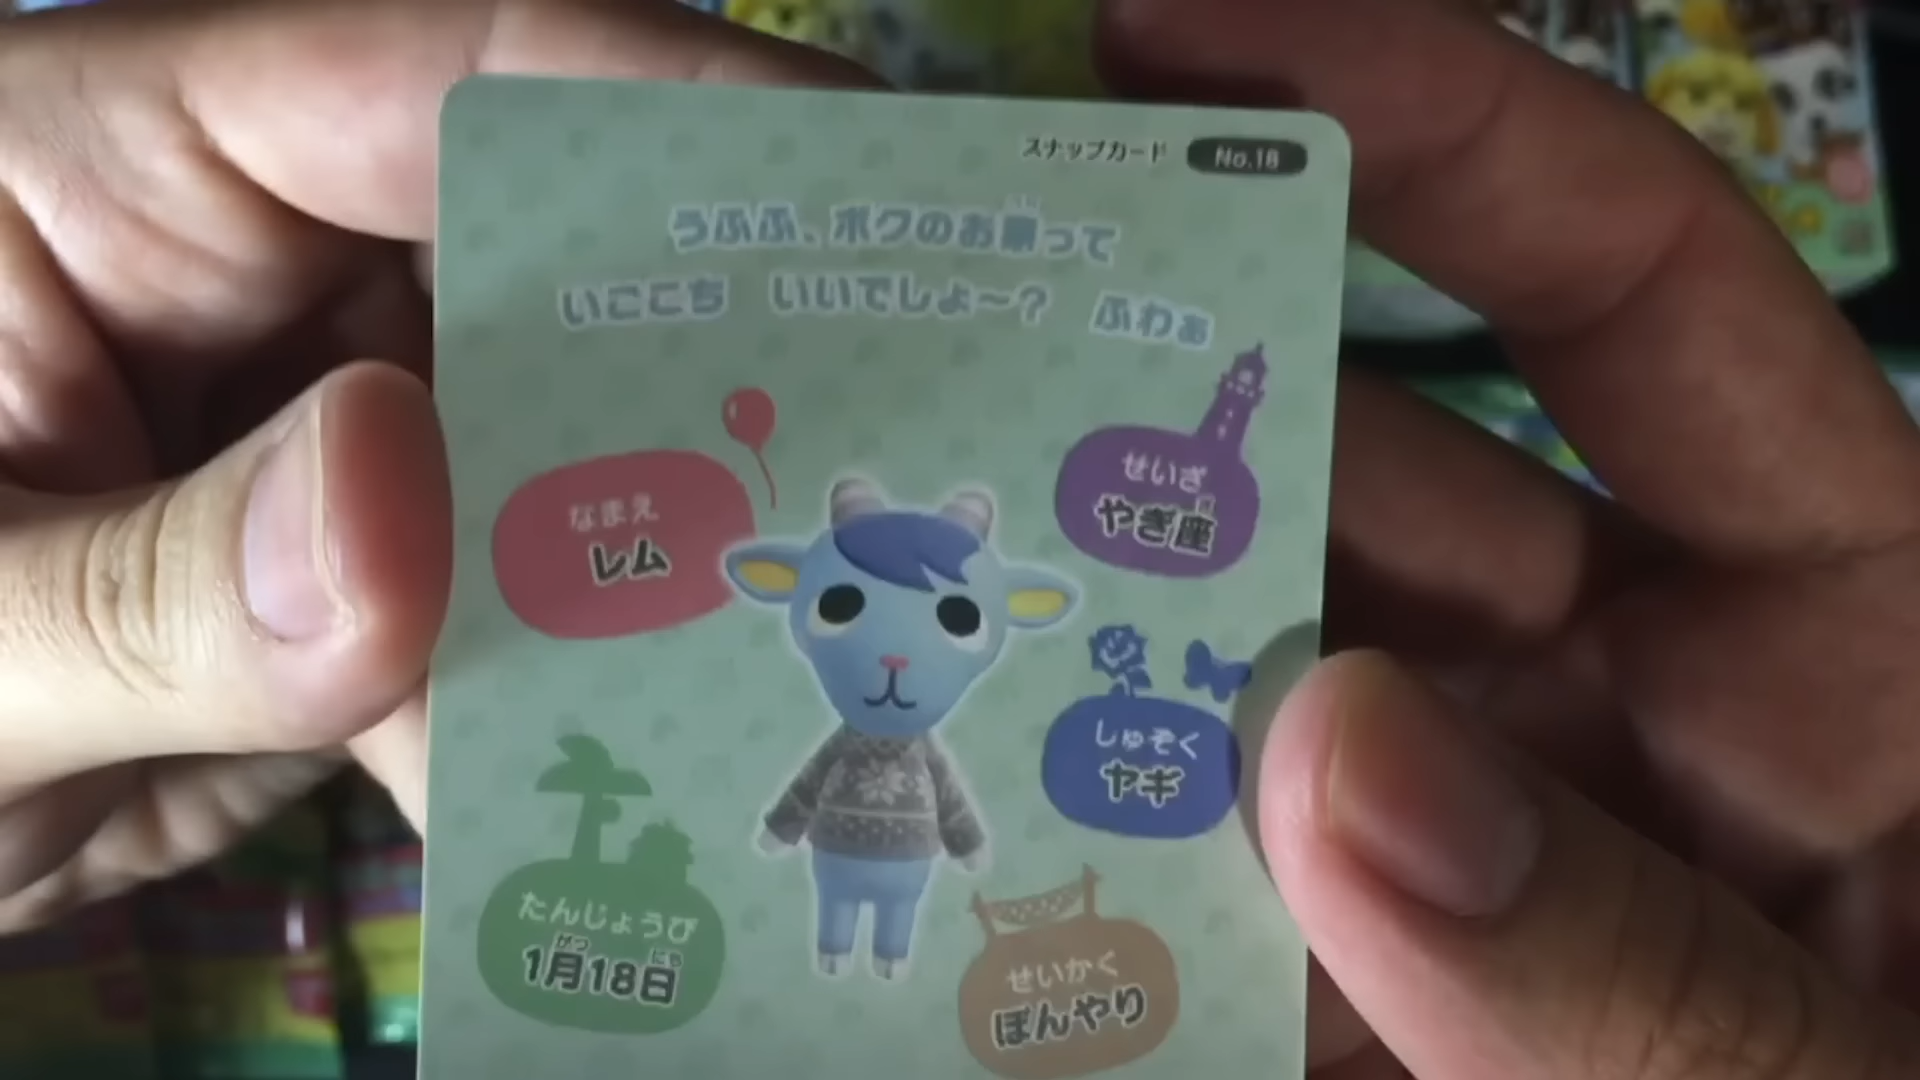 スナップカード No.18
うふふ、ボクのお家って
いごこち いいでしょ〜? ふわぁ
なまえ
レム
せいざ
やぎ座
しゅぞく
ヤギ
たんじょうび
1月18日
せいかく
ぼんやり